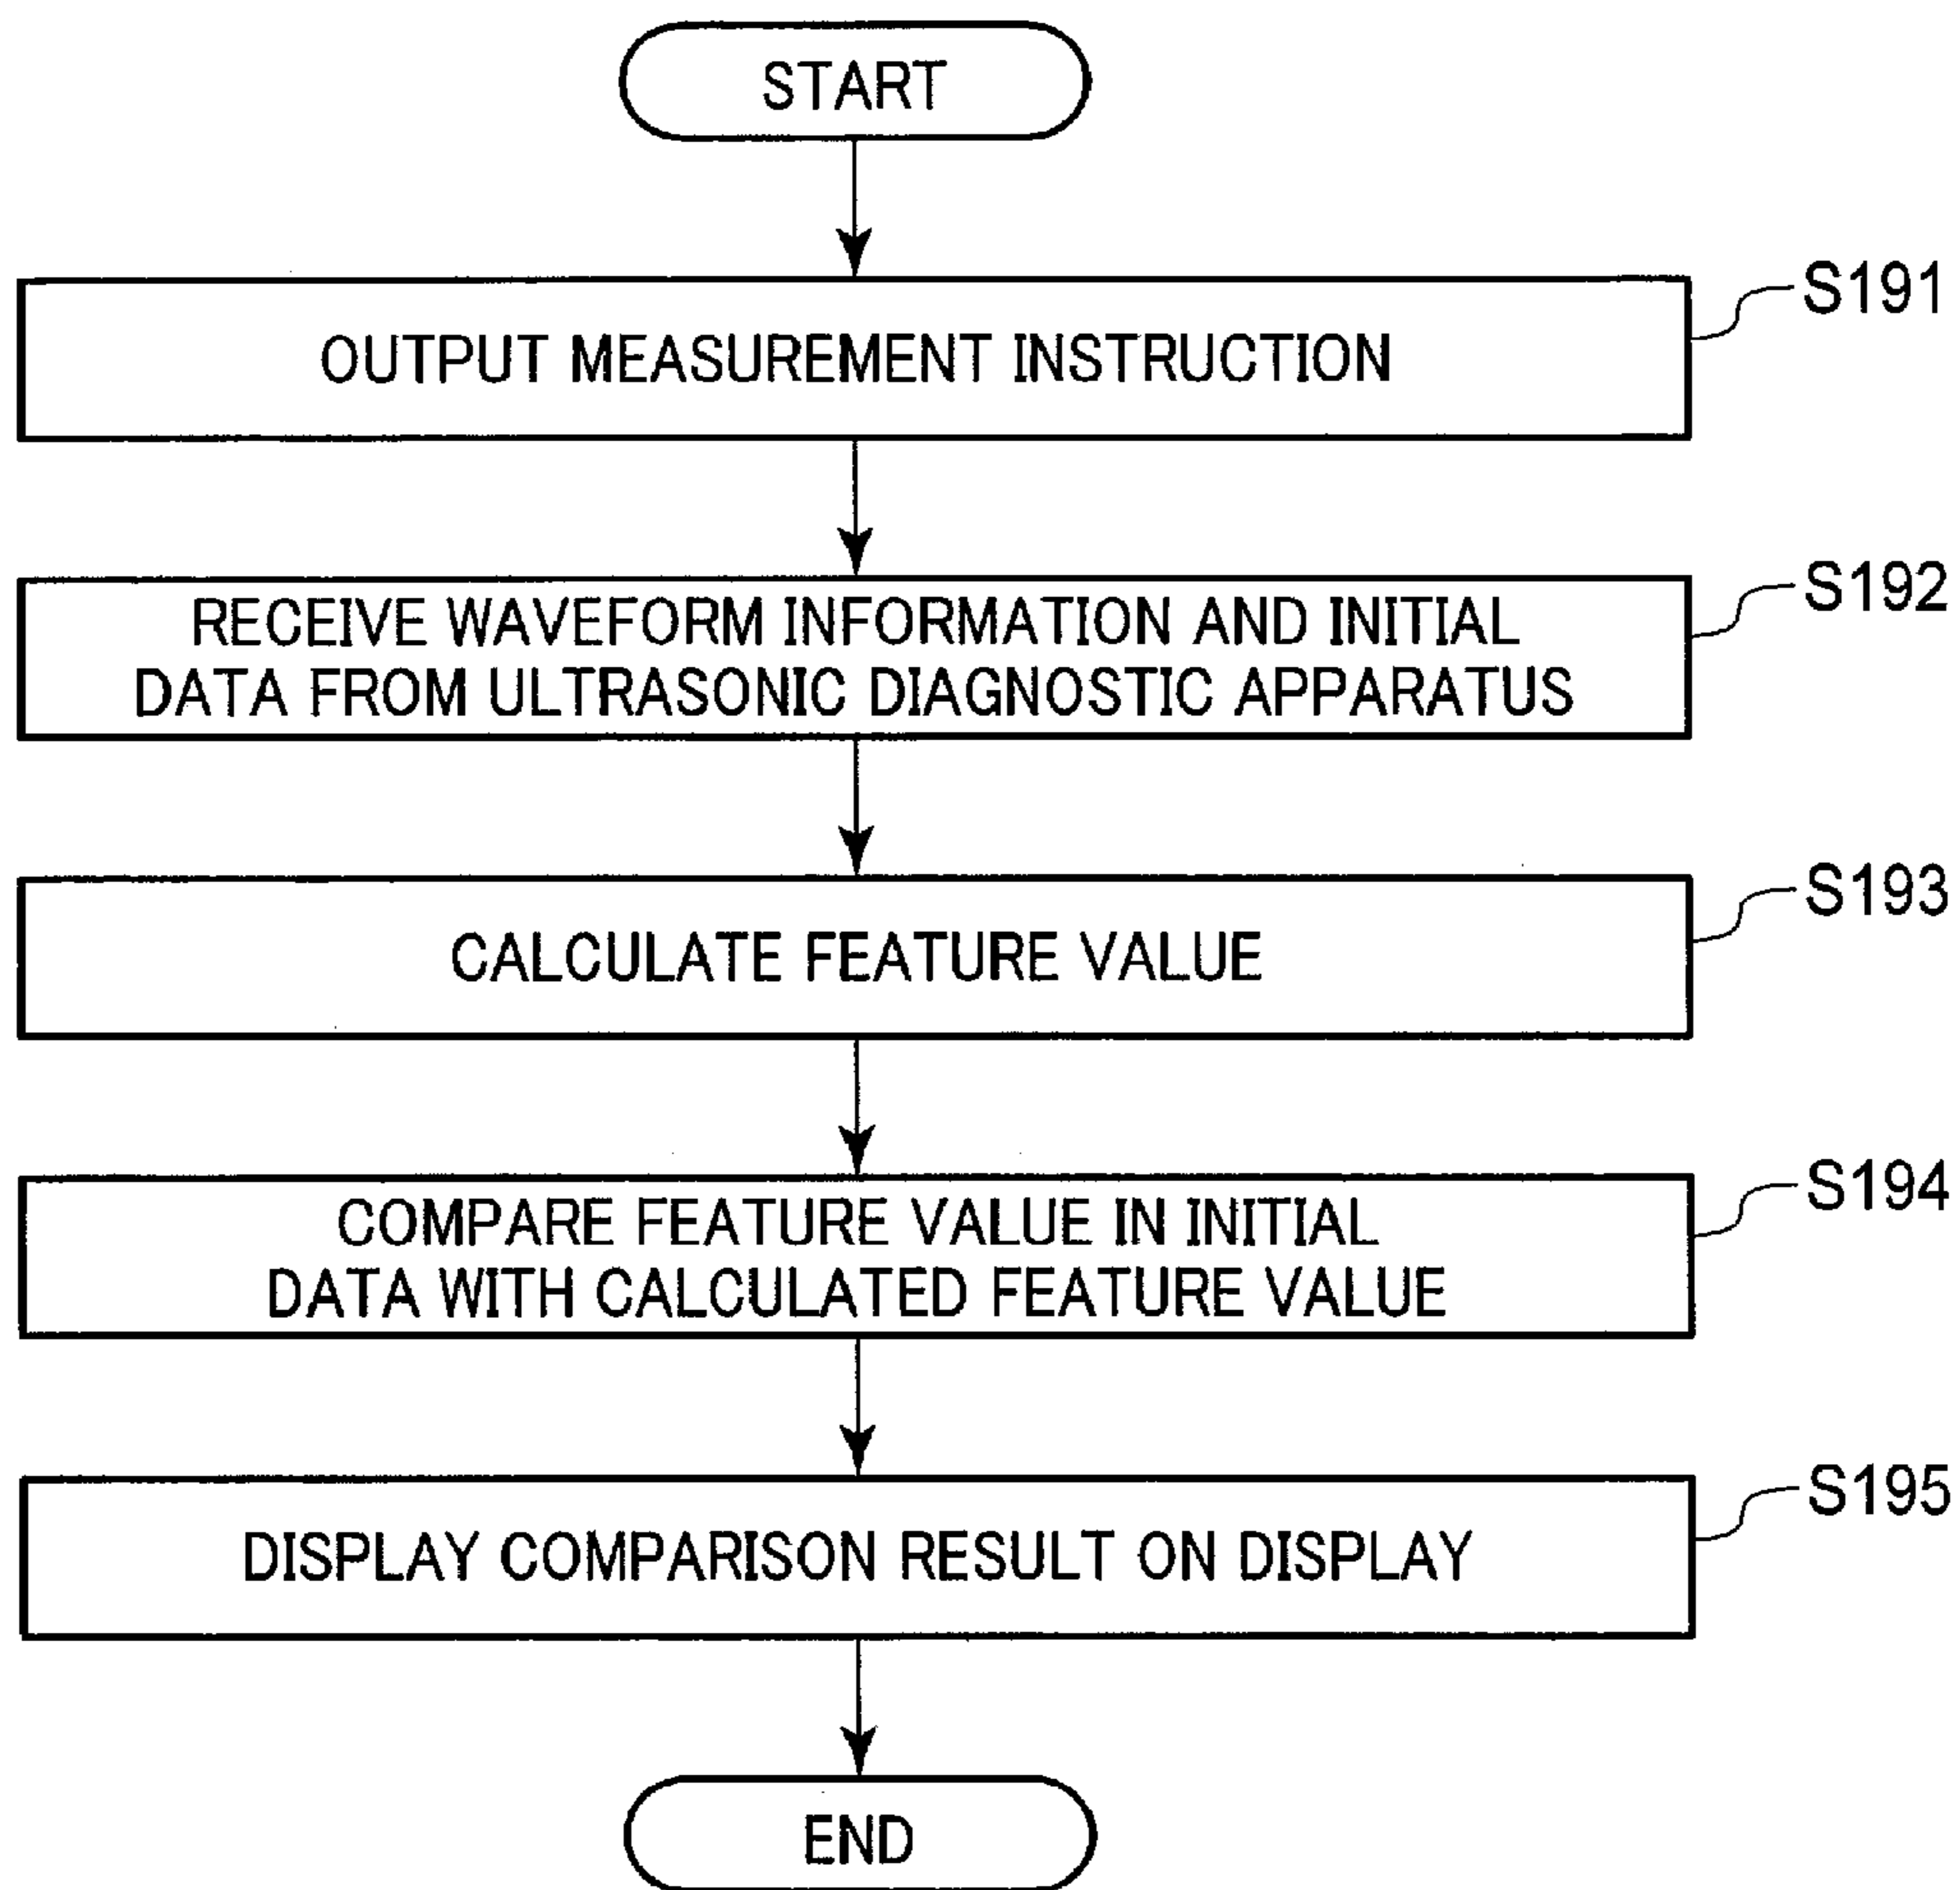 START
S191
OUTPUT MEASUREMENT INSTRUCTION
S192
RECEIVE WAVEFORM INFORMATION AND INITIAL
DATA FROM ULTRASONIC DIAGNOSTIC APPARATUS
S193
CALCULATE FEATURE VALUE
S194
COMPARE FEATURE VALUE IN INITIAL
DATA WITH CALCULATED FEATURE VALUE
S195
DISPLAY COMPARISON RESULT ON DISPLAY
END